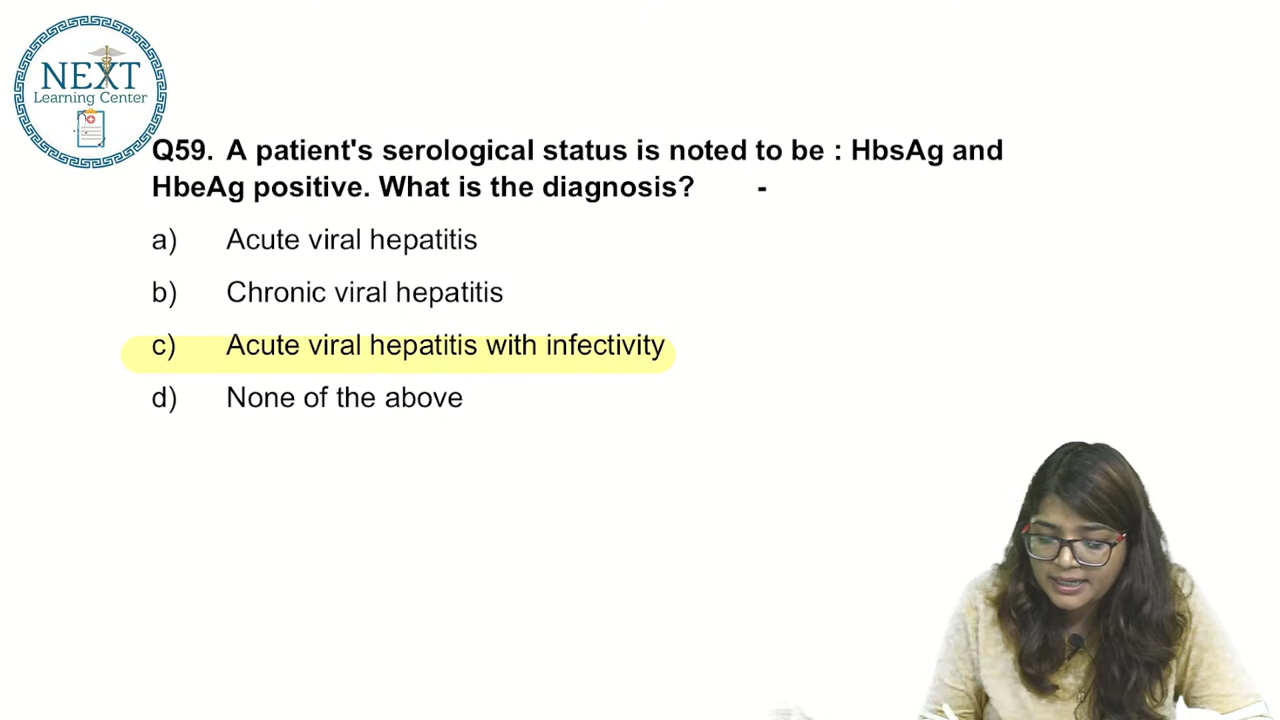 NEXT
Learning Center
Q59. A patient's serological status is noted to be : HbsAg and
HbeAg positive. What is the diagnosis? -
a) Acute viral hepatitis
b) Chronic viral hepatitis
c) Acute viral hepatitis with infectivity
d) None of the above